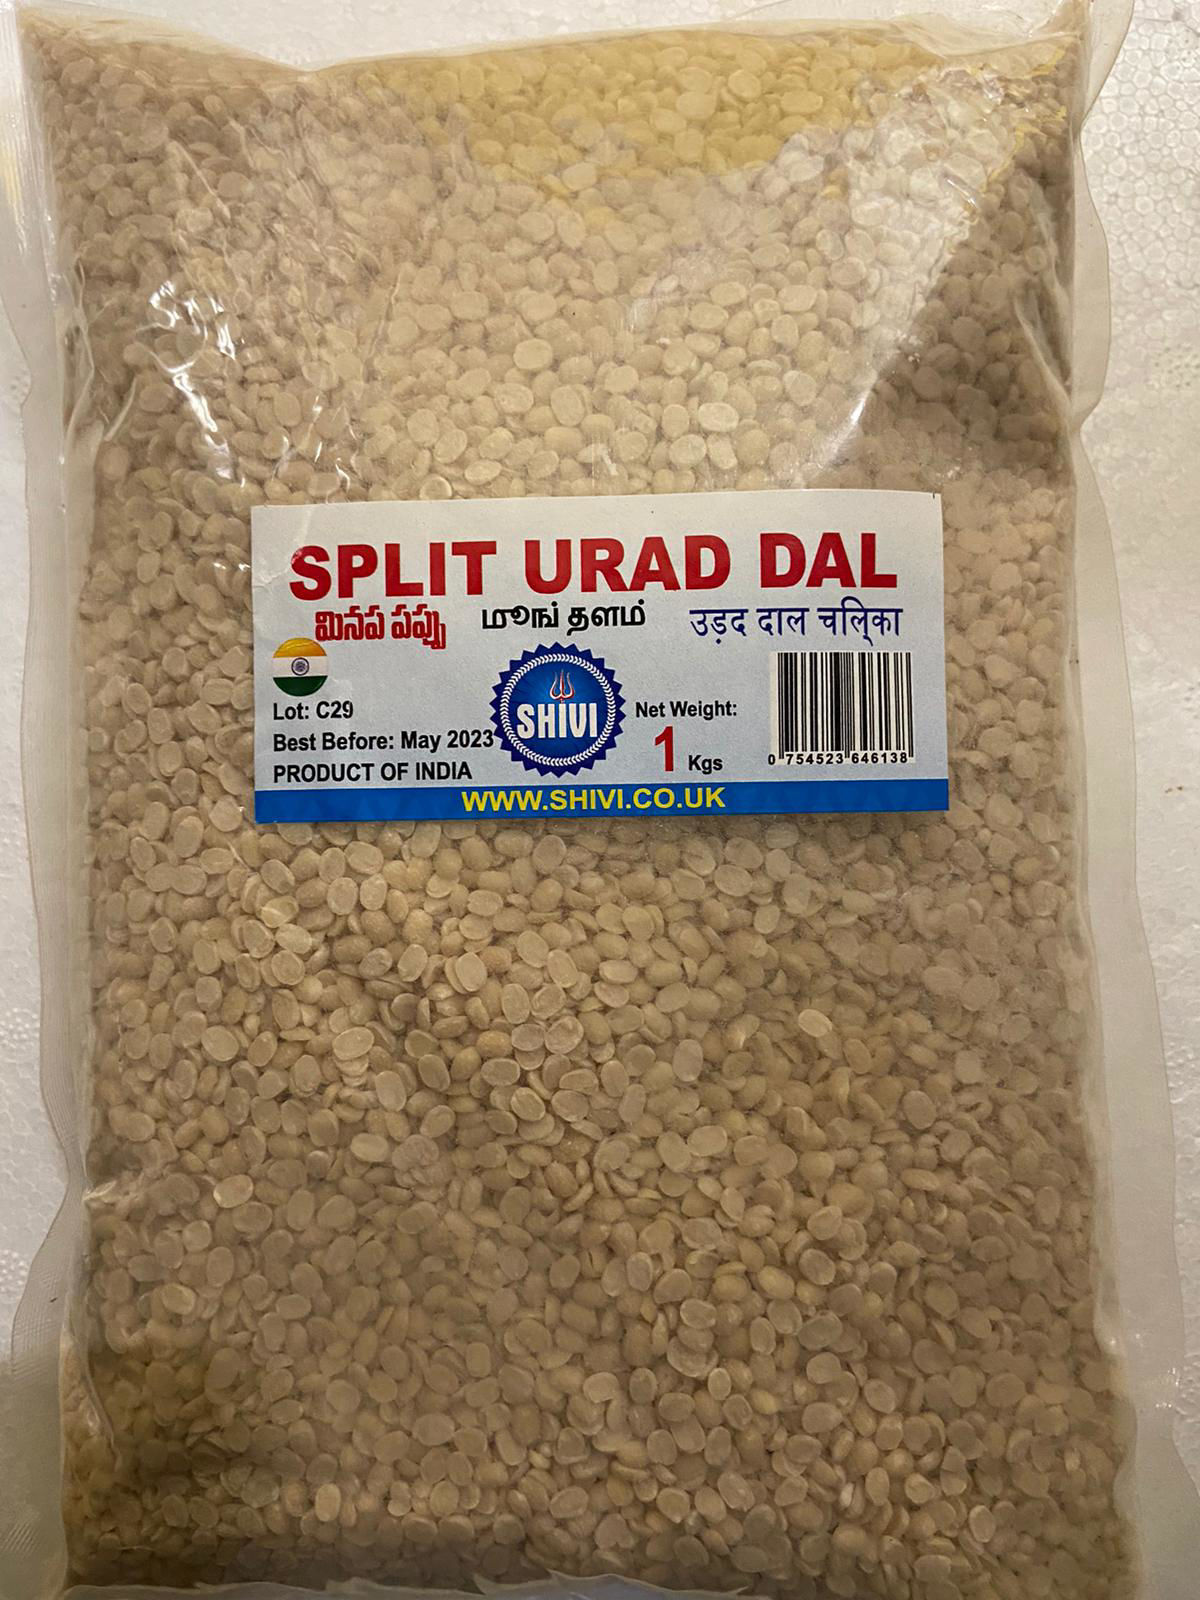 SPLIT URAD DAL
మినప పప్పు மூங் தளம் उड़द दाल चल्किा
Lot: C29
Best Before: May 2023
PRODUCT OF INDIA
SHIVI
Net Weight:
1 Kgs
0 754523 646138
WWW.SHIVI.CO.UK